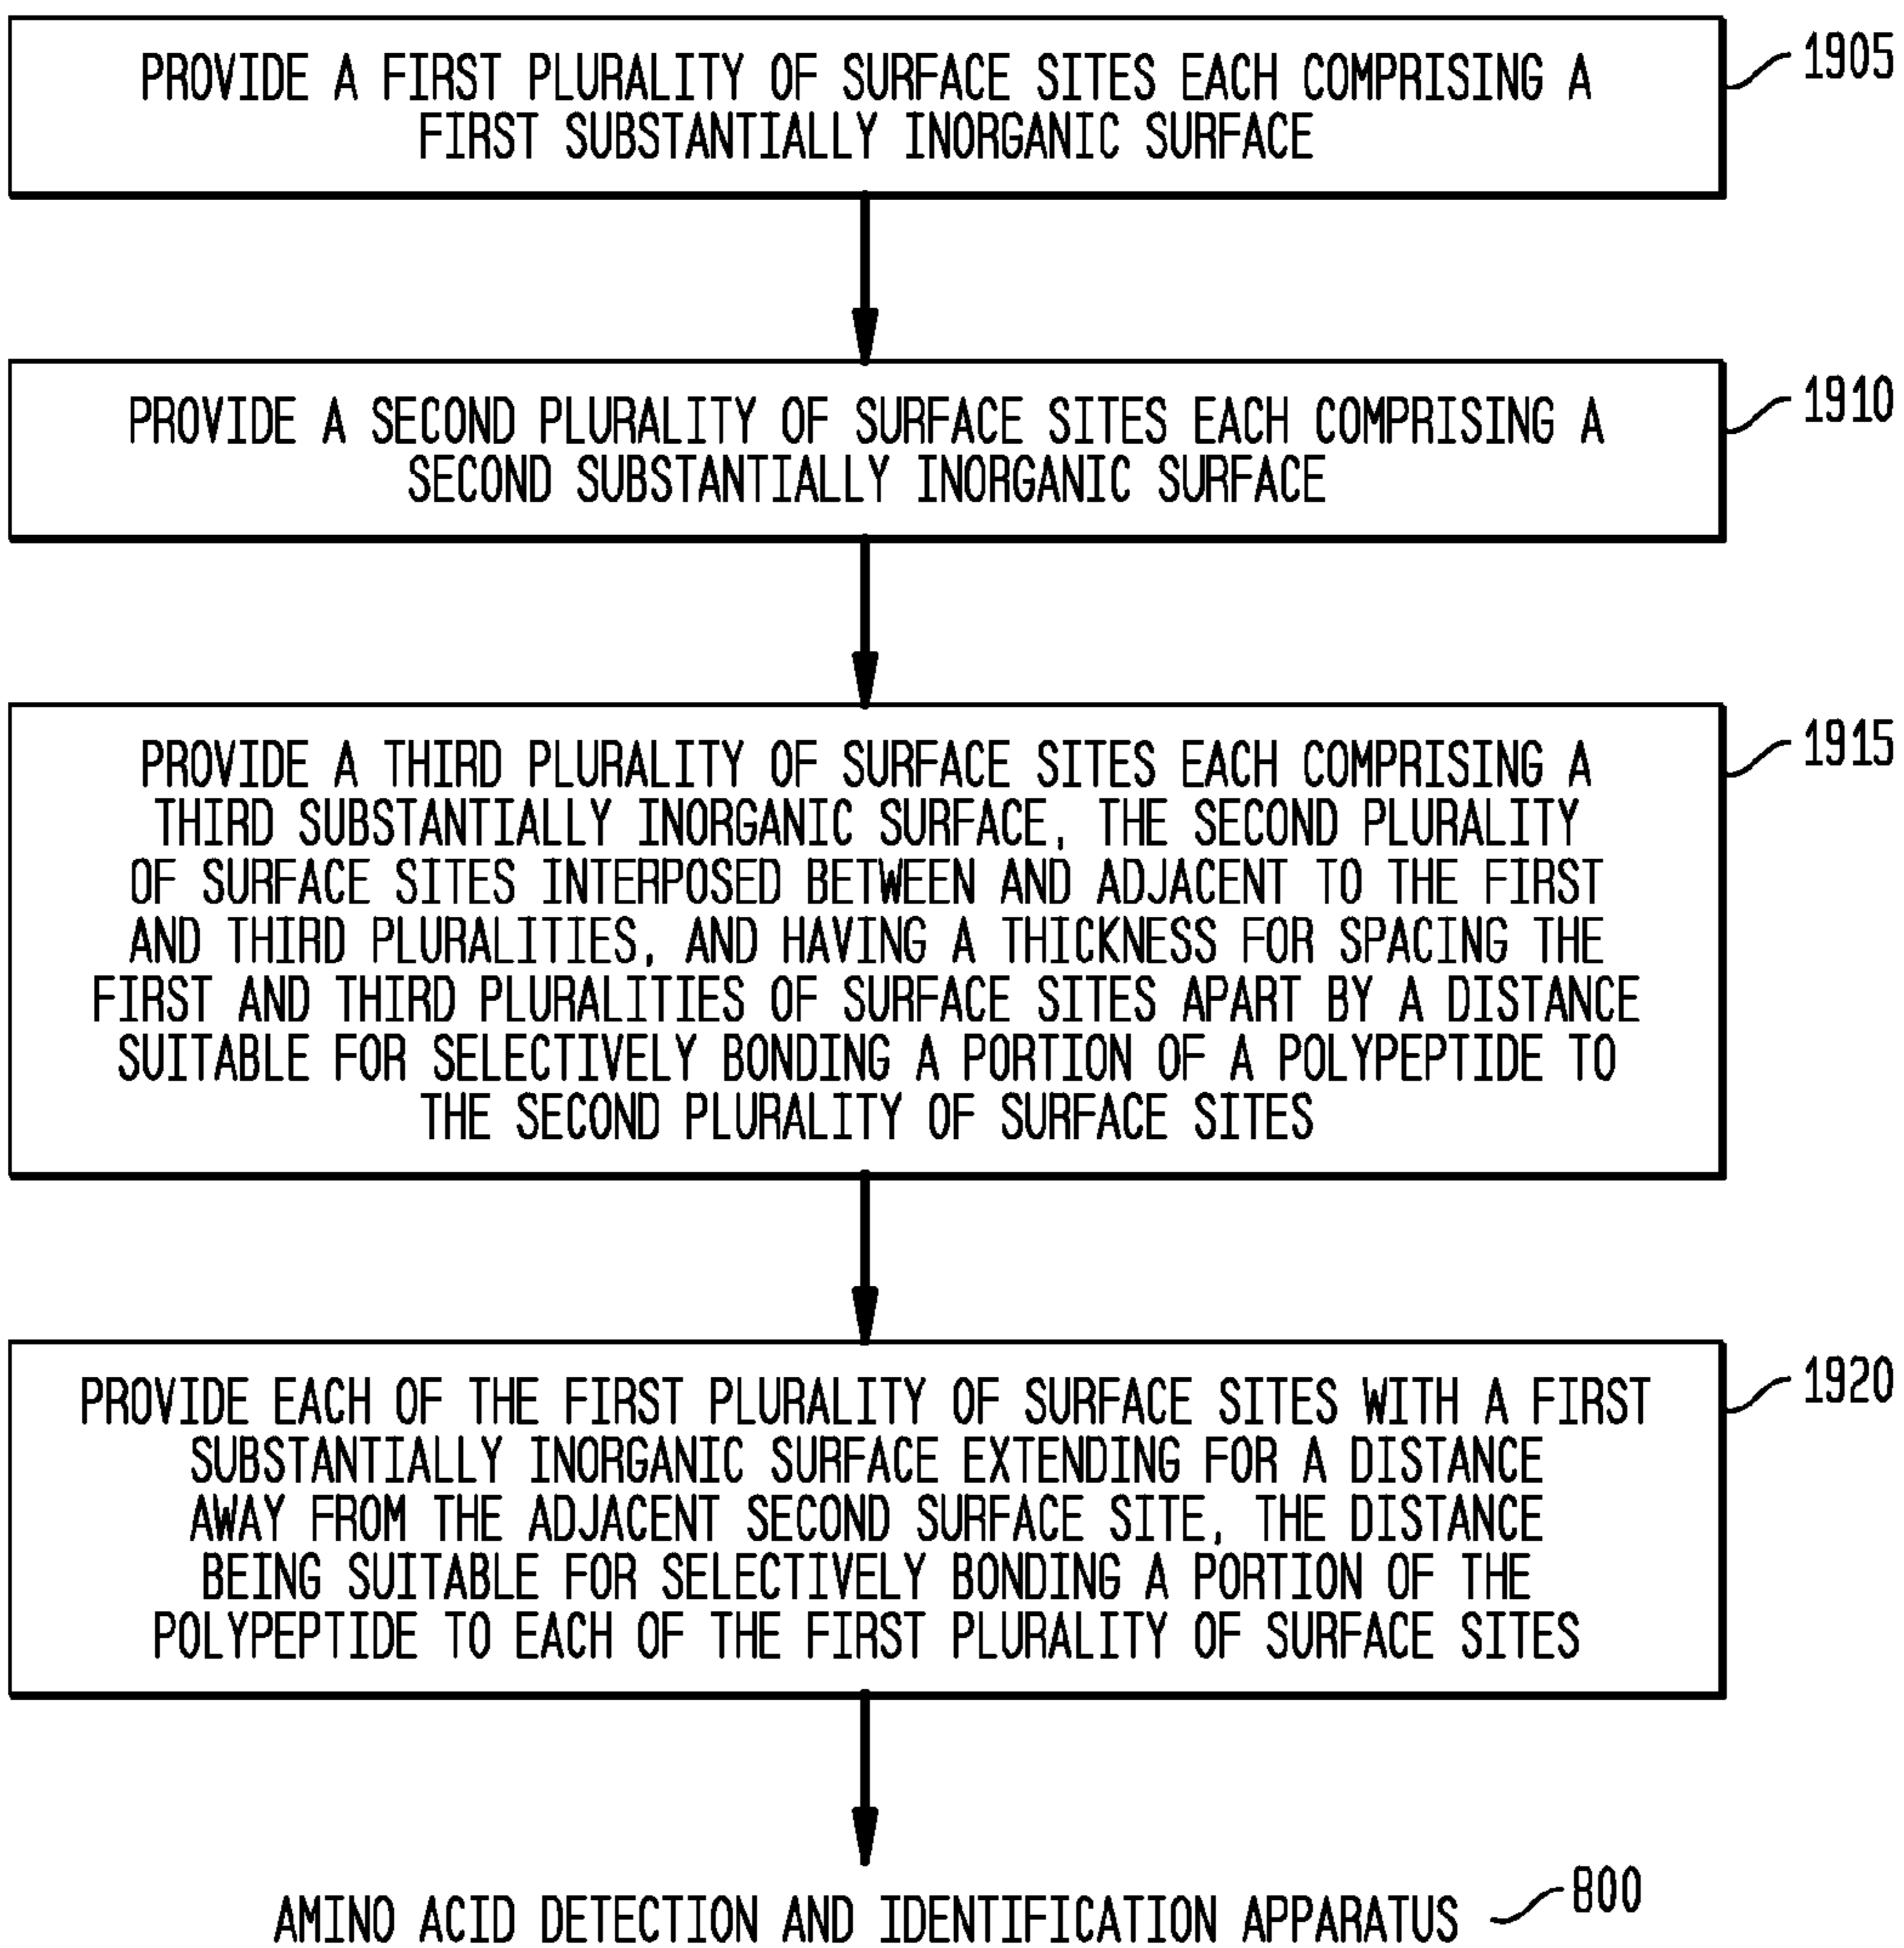 PROVIDE A FIRST PLURALITY OF SURFACE SITES EACH COMPRISING A
FIRST SUBSTANTIALLY INORGANIC SURFACE
1905
PROVIDE A SECOND PLURALITY OF SURFACE SITES EACH COMPRISING A
SECOND SUBSTANTIALLY INORGANIC SURFACE
1910
PROVIDE A THIRD PLURALITY OF SURFACE SITES EACH COMPRISING A
THIRD SUBSTANTIALLY INORGANIC SURFACE, THE SECOND PLURALITY
OF SURFACE SITES INTERPOSED BETWEEN AND ADJACENT TO THE FIRST
AND THIRD PLURALITIES, AND HAVING A THICKNESS FOR SPACING THE
FIRST AND THIRD PLURALITIES OF SURFACE SITES APART BY A DISTANCE
SUITABLE FOR SELECTIVELY BONDING A PORTION OF A POLYPEPTIDE TO
THE SECOND PLURALITY OF SURFACE SITES
1915
PROVIDE EACH OF THE FIRST PLURALITY OF SURFACE SITES WITH A FIRST
SUBSTANTIALLY INORGANIC SURFACE EXTENDING FOR A DISTANCE
AWAY FROM THE ADJACENT SECOND SURFACE SITE, THE DISTANCE
BEING SUITABLE FOR SELECTIVELY BONDING A PORTION OF THE
POLYPEPTIDE TO EACH OF THE FIRST PLURALITY OF SURFACE SITES
1920
AMINO ACID DETECTION AND IDENTIFICATION APPARATUS
800